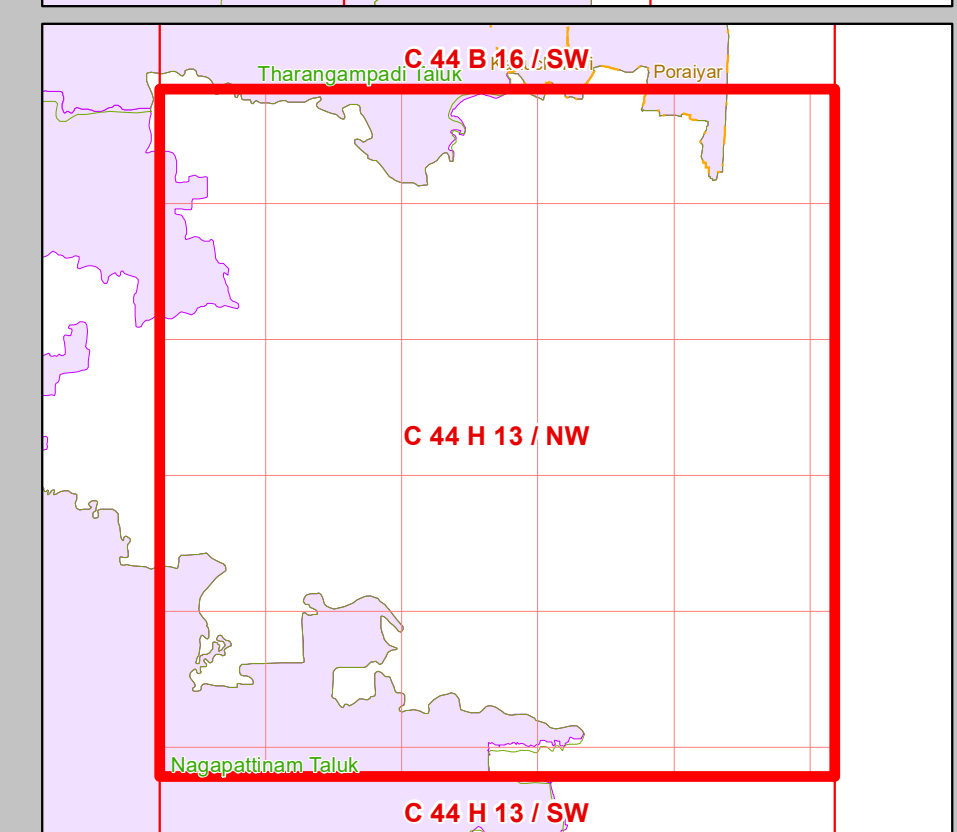 C 44 B 16 / SW
Tharangampadi Taluk
Poraiyar
C 44 H 13 / NW
Nagapattinam Taluk
C 44 H 13 / SW